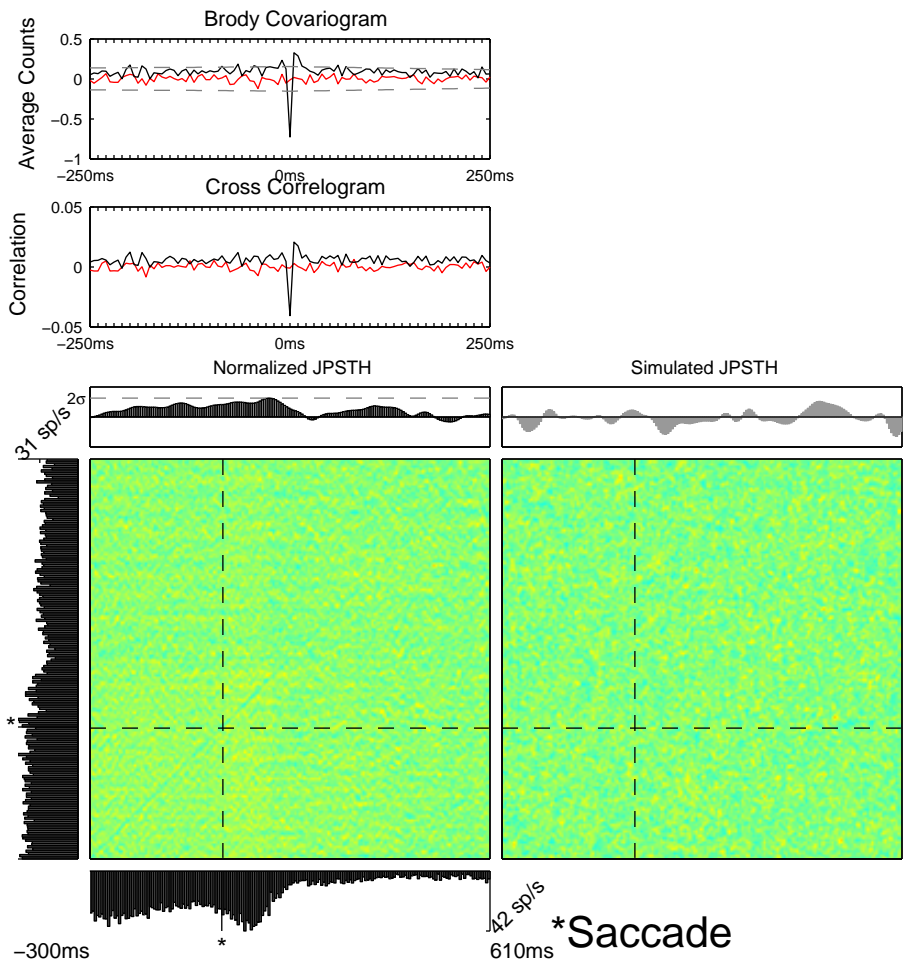 Brody Covariogram
Average Counts
0.5
0
−0.5
−1
−250ms
0ms
250ms
Cross Correlogram
Correlation
0.05
0
−0.05
−250ms
0ms
250ms
Normalized JPSTH
Simulated JPSTH
2σ
31 sp/s
*
*
42 sp/s
−300ms
610ms
*Saccade